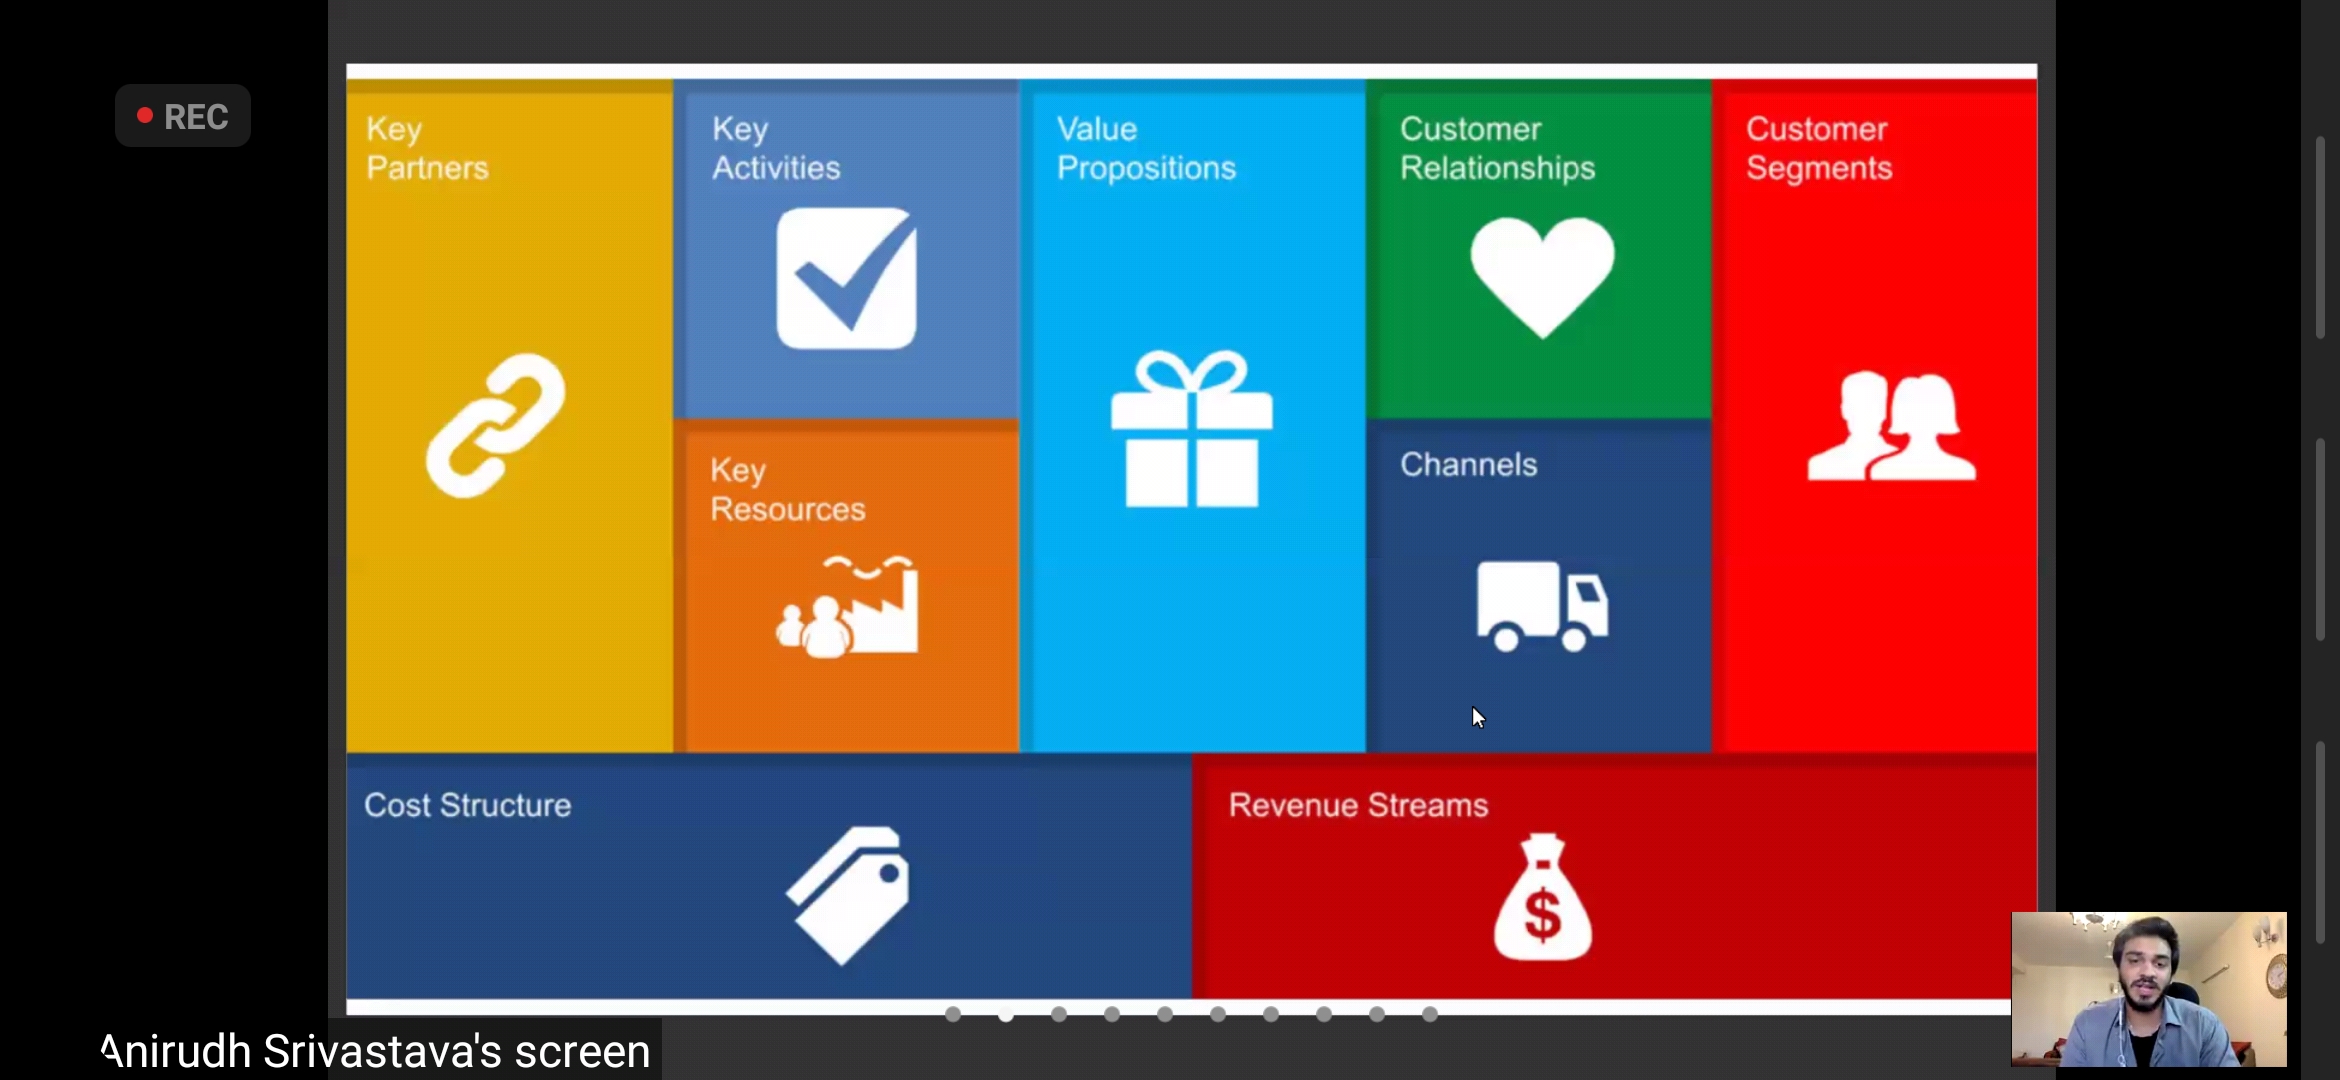 REC
Key
Partners
Key
Activities
Key
Resources
Value
Propositions
Customer
Relationships
Channels
Customer
Segments
Cost Structure
Revenue Streams
$
Anirudh Srivastava's screen